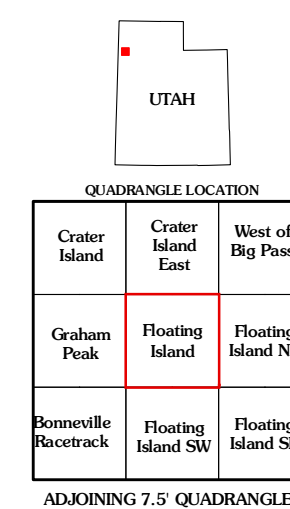 UTAH
QUADRANGLE LOCATION
Crater
Island
Crater
Island
East
West of
Big Pass
Graham
Peak
Floating
Island
Floating
Island N
Bonneville
Racetrack
Floating
Island SW
Floating
Island S
ADJOINING 7.5' QUADRANGLE